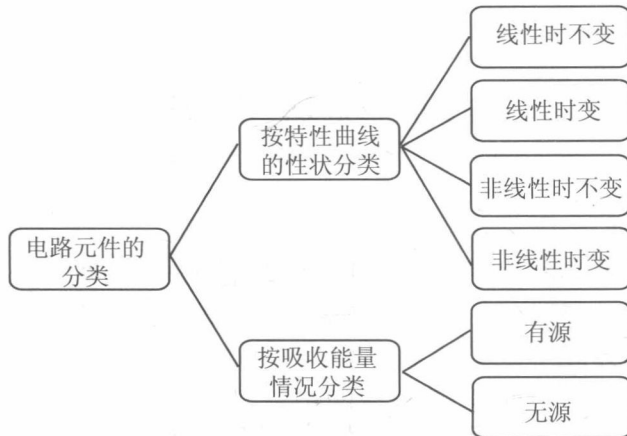 线性时不变
线性时变
按特性曲线
的性状分类
非线性时不变
非线性时变
电路元件的
分类
有源
按吸收能量
情况分类
无源